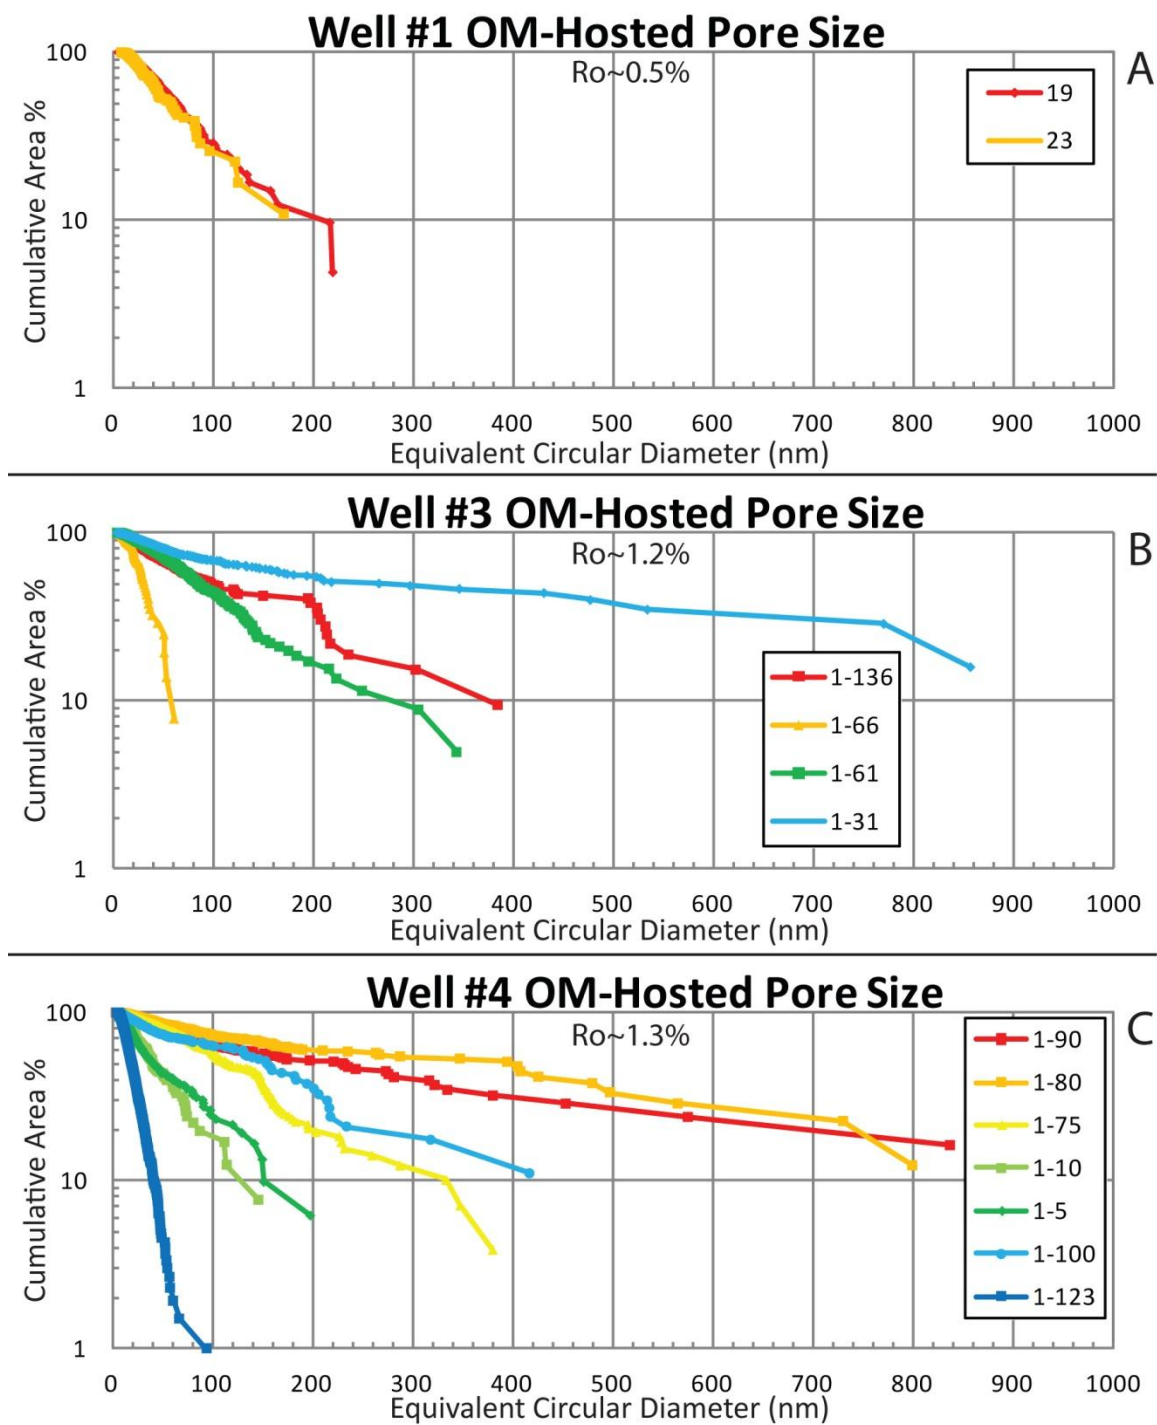 Well #1 OM-Hosted Pore Size
Ro~0.5%
A
Cumulative Area %
100
10
1
19
23
0 100 200 300 400 500 600 700 800 900 1000
Equivalent Circular Diameter (nm)
Well #3 OM-Hosted Pore Size
Ro~1.2%
B
Cumulative Area %
100
10
1
1-136
1-66
1-61
1-31
0 100 200 300 400 500 600 700 800 900 1000
Equivalent Circular Diameter (nm)
Well #4 OM-Hosted Pore Size
Ro~1.3%
C
Cumulative Area %
100
10
1
1-90
1-80
1-75
1-10
1-5
1-100
1-123
0 100 200 300 400 500 600 700 800 900 1000
Equivalent Circular Diameter (nm)